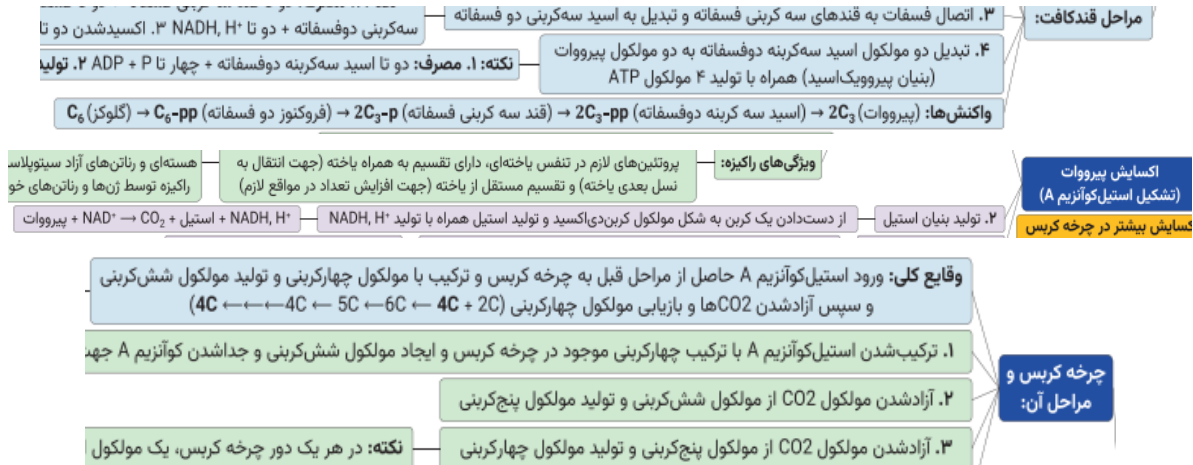 مراحل قندکافت:
۳. اتصال فسفات به قندهای سه کربنی فسفاته و تبدیل به اسید سه‌کربنی دو فسفاته
سه‌کربنی دوفسفاته + دو تا NADH, H⁺ ۳. اکسیدشدن دو تا
۴. تبدیل دو مولکول اسید سه‌کربنه دوفسفاته به دو مولکول پیرووات
(بنیان پیروویک‌اسید) همراه با تولید ۴ مولکول ATP
نکته: ۱. مصرف: دو تا اسید سه‌کربنه دوفسفاته + چهار تا ADP + P ۲. تولید
واکنش‌ها: (پیرووات) 2C₃ ← (اسید سه کربنه دوفسفاته) 2C₃-pp ← (قند سه کربنی فسفاته) 2C₃-p ← (فروکتوز دو فسفاته) C₆-pp ← (گلوکز) C₆
اکسایش پیرووات
(تشکیل استیل‌کوآنزیم A)
ویژگی‌های راکیزه:
پروتئین‌های لازم در تنفس یاخته‌ای، دارای تقسیم به همراه یاخته (جهت انتقال به
نسل بعدی یاخته) و تقسیم مستقل از یاخته (جهت افزایش تعداد در مواقع لازم)
هسته‌ای و رناتن‌های آزاد
راکیزه توسط ژن‌ها و رناتن‌های
۲. تولید بنیان استیل
از دست‌دادن یک کربن به شکل مولکول کربن‌دی‌اکسید و تولید استیل همراه با تولید NADH, H⁺
پیرووات + NAD⁺ ⟶ CO₂ + استیل + NADH, H⁺
بیشتر در چرخه کربس
چرخه کربس و
مراحل آن:
وقایع کلی: ورود استیل‌کوآنزیم A حاصل از مراحل قبل به چرخه کربس و ترکیب با مولکول چهارکربنی و تولید مولکول شش‌کربنی
و سپس آزادشدن CO2ها و بازیابی مولکول چهارکربنی (4C ←←←4C ← 5C ←6C ← 4C + 2C)
۱. ترکیب‌شدن استیل‌کوآنزیم A با ترکیب چهارکربنی موجود در چرخه کربس و ایجاد مولکول شش‌کربنی و جداشدن کوآنزیم A
۲. آزادشدن مولکول CO2 از مولکول شش‌کربنی و تولید مولکول پنج‌کربنی
۳. آزادشدن مولکول CO2 از مولکول پنج‌کربنی و تولید مولکول چهارکربنی
نکته: در هر یک دور چرخه کربس، یک مولکول